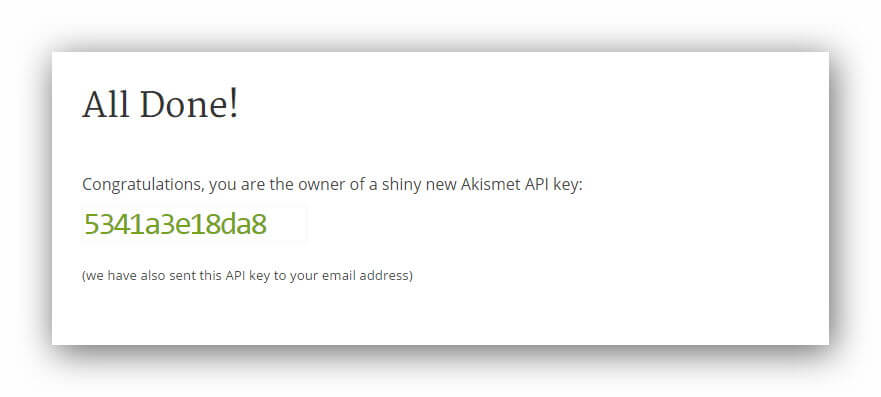 All Done!
Congratulations, you are the owner of a shiny new Akismet API key:
5341a3e18da8
(we have also sent this API key to your email address)